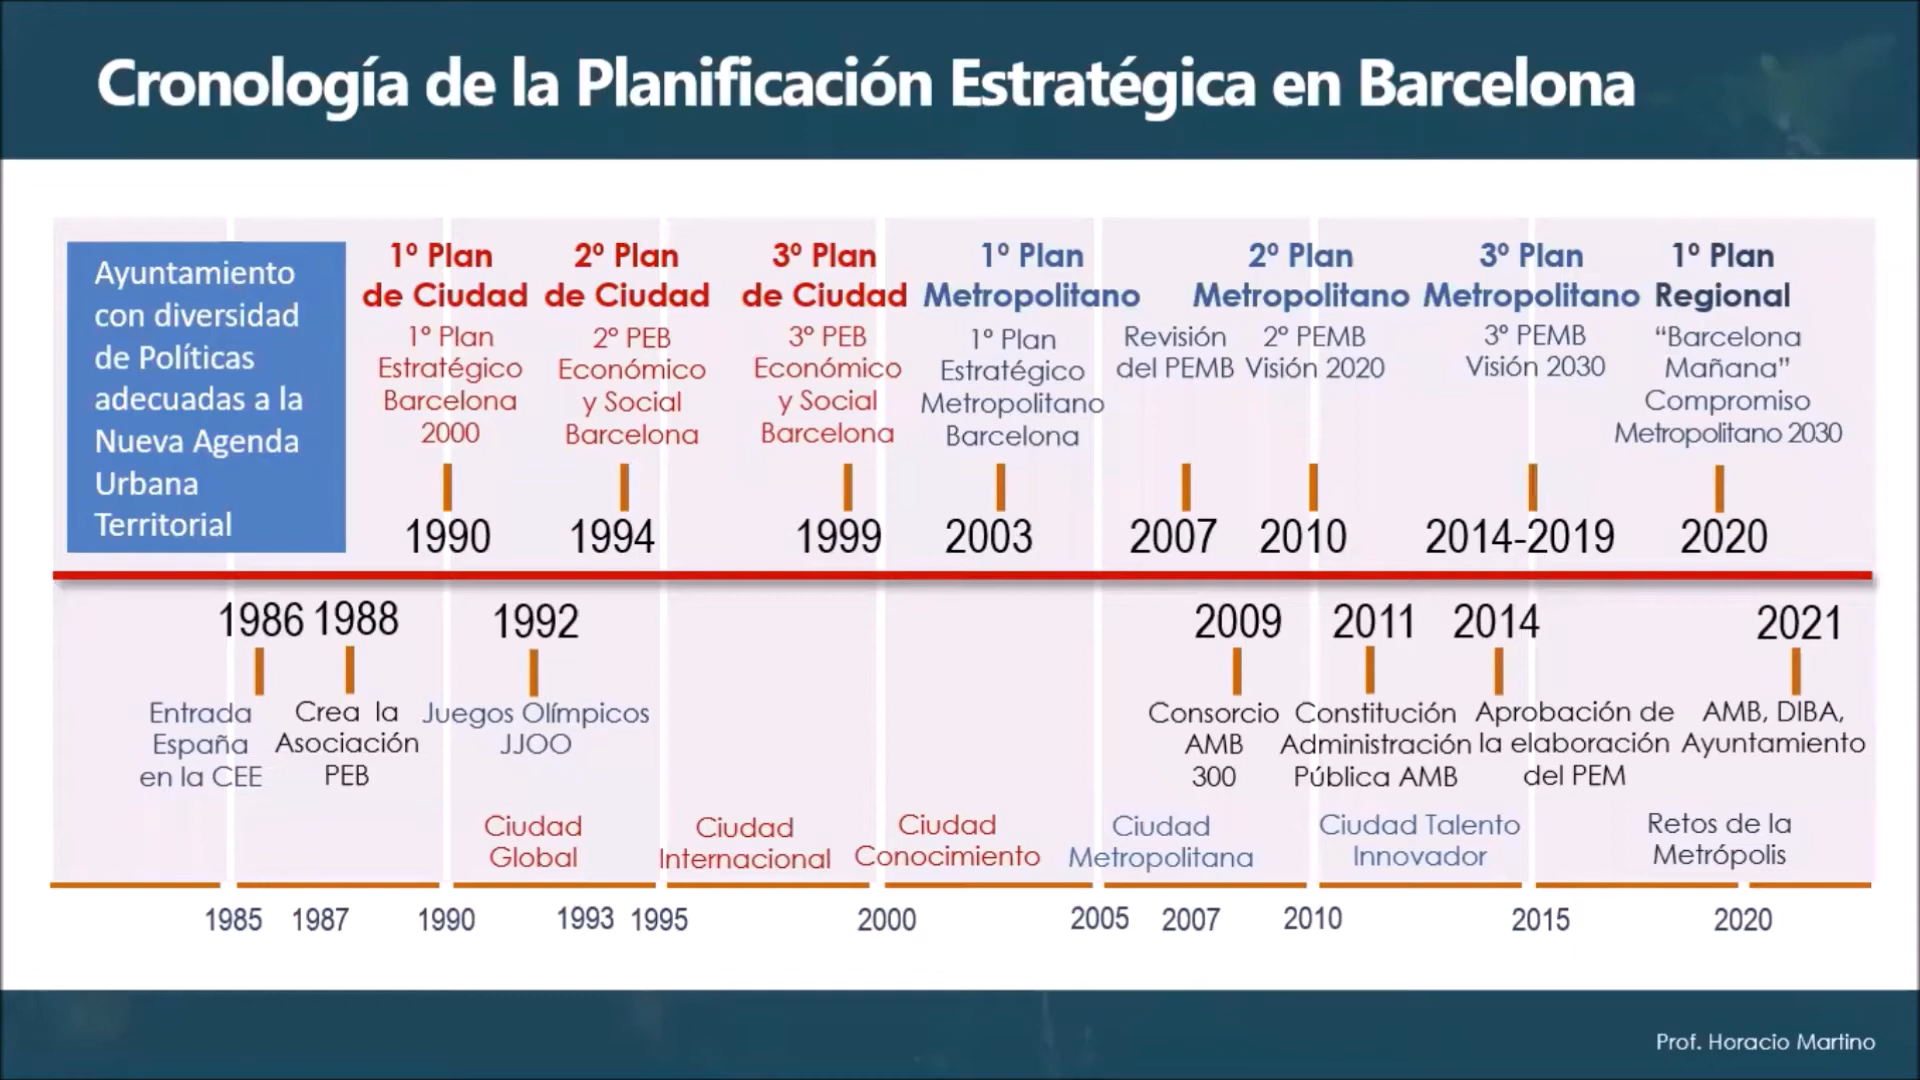 Cronología de la Planificación Estratégica en Barcelona
Ayuntamiento
con diversidad
de Políticas
adecuadas a la
Nueva Agenda
Urbana
Territorial
1º Plan
de Ciudad
1º Plan
Estratégico
Barcelona
2000
1990
2º Plan
de Ciudad
2º PEB
Económico
y Social
Barcelona
1994
3º Plan
de Ciudad
3º PEB
Económico
y Social
Barcelona
1999
1º Plan
Metropolitano
1º Plan
Estratégico
Metropolitano
Barcelona
2003
Revisión
del PEMB
2007
2º Plan
Metropolitano
2º PEMB
Visión 2020
2010
3º Plan
Metropolitano
3º PEMB
Visión 2030
2014-2019
1º Plan
Regional
“Barcelona
Mañana”
Compromiso
Metropolitano 2030
2020
1986
Entrada
España
en la CEE
1988
Crea la
Asociación
PEB
1992
Juegos Olímpicos
JJOO
2009
Consorcio
AMB
300
2011
Constitución
Administración
Pública AMB
2014
Aprobación de
la elaboración
del PEM
2021
AMB, DIBA,
Ayuntamiento
Ciudad
Global
Ciudad
Internacional
Ciudad
Conocimiento
Ciudad
Metropolitana
Ciudad Talento
Innovador
Retos de la
Metrópolis
1985 1987 1990 1993 1995 2000 2005 2007 2010 2015 2020
Prof. Horacio Martino